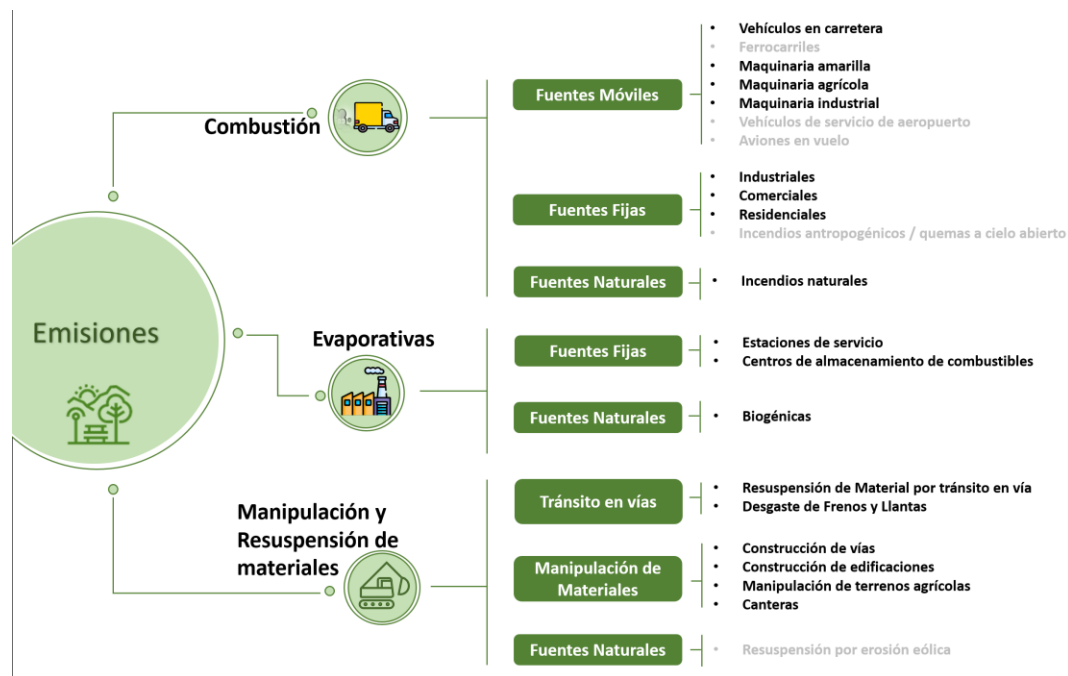 Emisiones
Combustión
Fuentes Móviles
• Vehículos en carretera
• Ferrocarriles
• Maquinaria amarilla
• Maquinaria agrícola
• Maquinaria industrial
• Vehículos de servicio de aeropuerto
• Aviones en vuelo
Fuentes Fijas
• Industriales
• Comerciales
• Residenciales
• Incendios antropogénicos / quemas a cielo abierto
Fuentes Naturales
• Incendios naturales
Evaporativas
Fuentes Fijas
• Estaciones de servicio
• Centros de almacenamiento de combustibles
Fuentes Naturales
• Biogénicas
Manipulación y
Resuspensión de
materiales
Tránsito en vías
• Resuspensión de Material por tránsito en vía
• Desgaste de Frenos y Llantas
Manipulación de
Materiales
• Construcción de vías
• Construcción de edificaciones
• Manipulación de terrenos agrícolas
• Canteras
Fuentes Naturales
• Resuspensión por erosión eólica